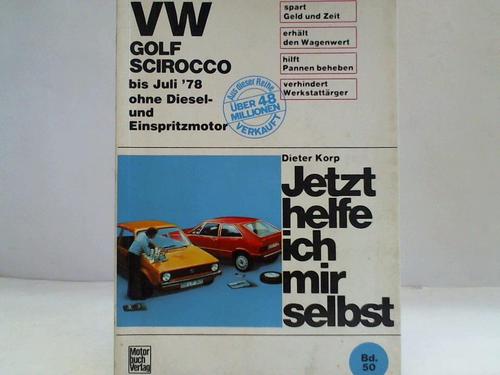 VW
GOLF
SCIROCCO
bis Juli '78
ohne Diesel-
und
Einspritzmotor
spart
Geld und Zeit
erhält
den Wagenwert
hilft
Pannen beheben
verhindert
Werkstattärger
Aus dieser Reihe
ÜBER 4,8
MILLIONEN
VERKAUFT
Dieter Korp
Jetzt
helfe
ich
mir
selbst
Motor
buch
Verlag
Bd.
50